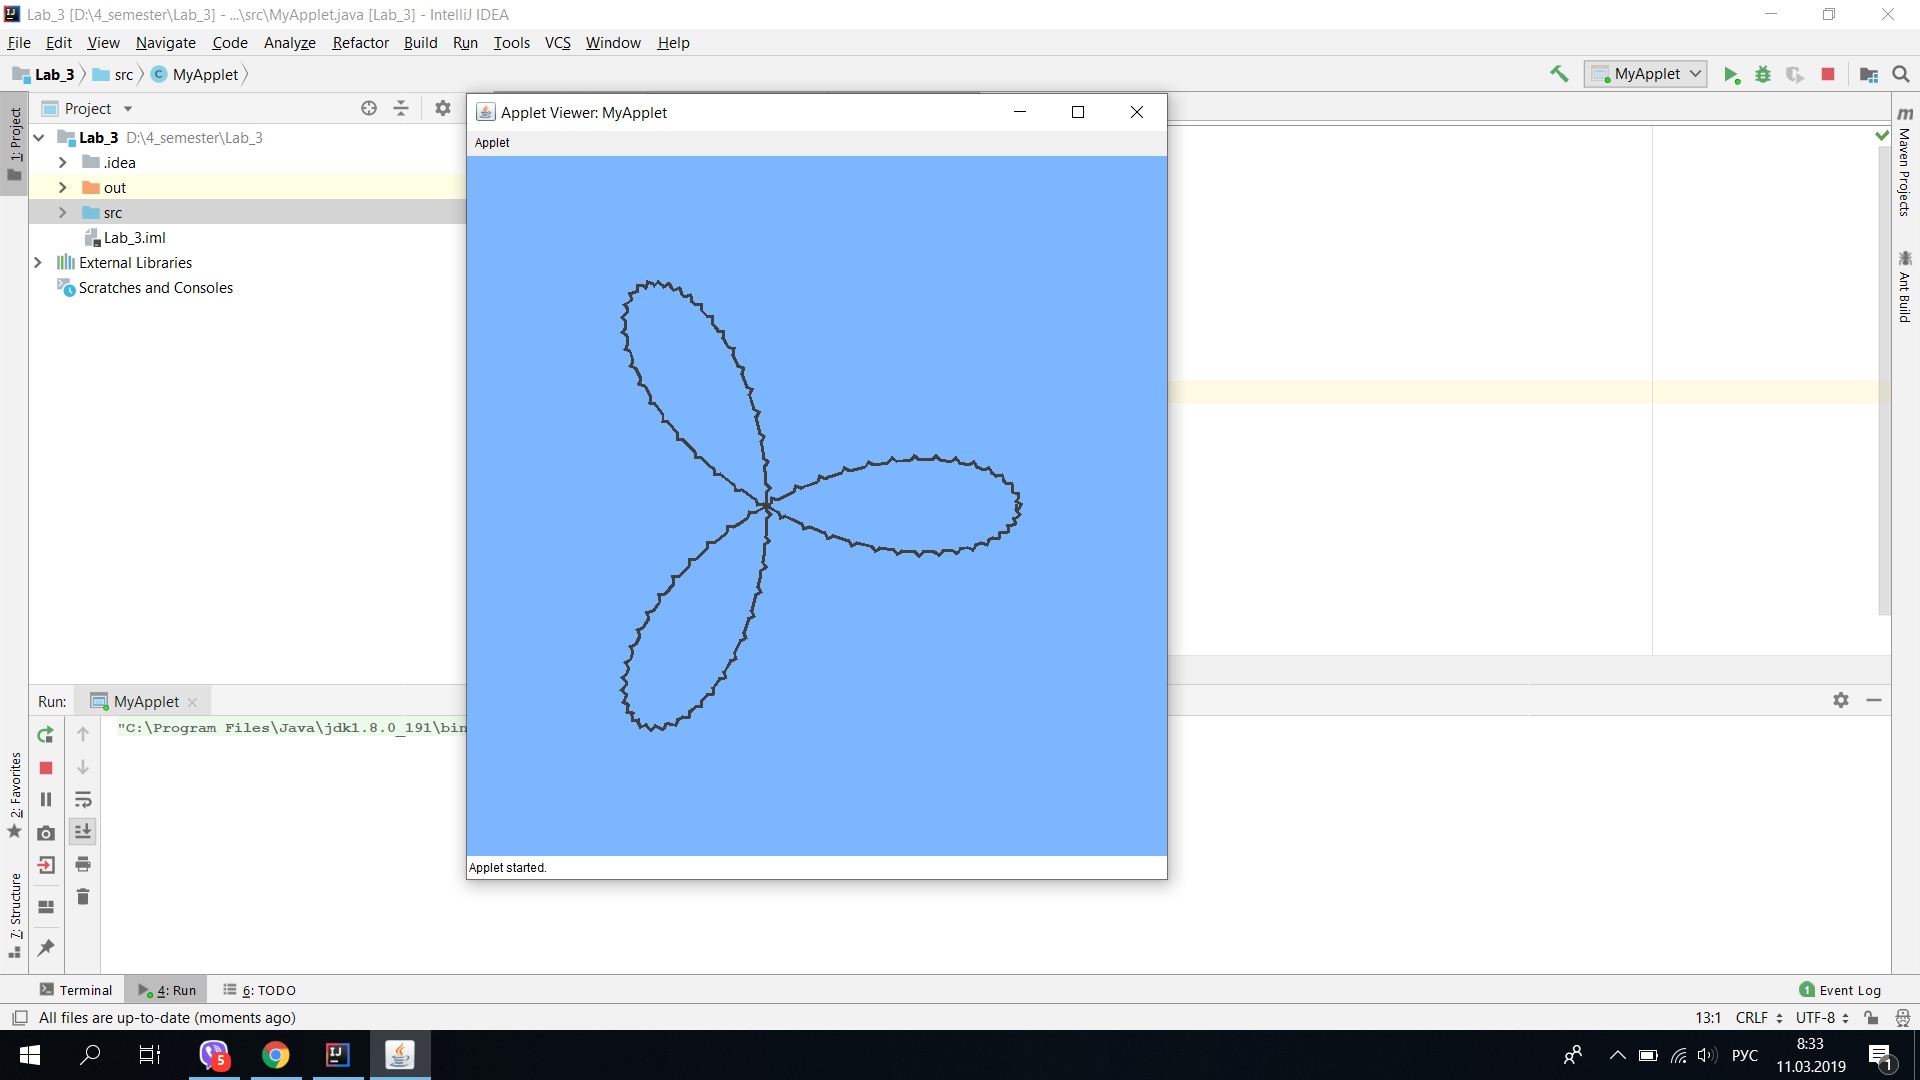 Lab_3 [D:\4_semester\Lab_3] - ...\src\MyApplet.java [Lab_3] - IntelliJ IDEA
File Edit View Navigate Code Analyze Refactor Build Run Tools VCS Window Help
Lab_3 src MyApplet
MyApplet
1: Project
Project
Lab_3 D:\4_semester\Lab_3
.idea
out
src
Lab_3.iml
External Libraries
Scratches and Consoles
Applet Viewer: MyApplet
Applet
Applet started.
Maven Projects
Ant Build
Run: MyApplet
"C:\Program Files\Java\jdk1.8.0_191\bin
2: Favorites
7: Structure
Terminal 4: Run 6: TODO
1 Event Log
All files are up-to-date (moments ago)
13:1 CRLF UTF-8
5
РУС
8:33
11.03.2019
1